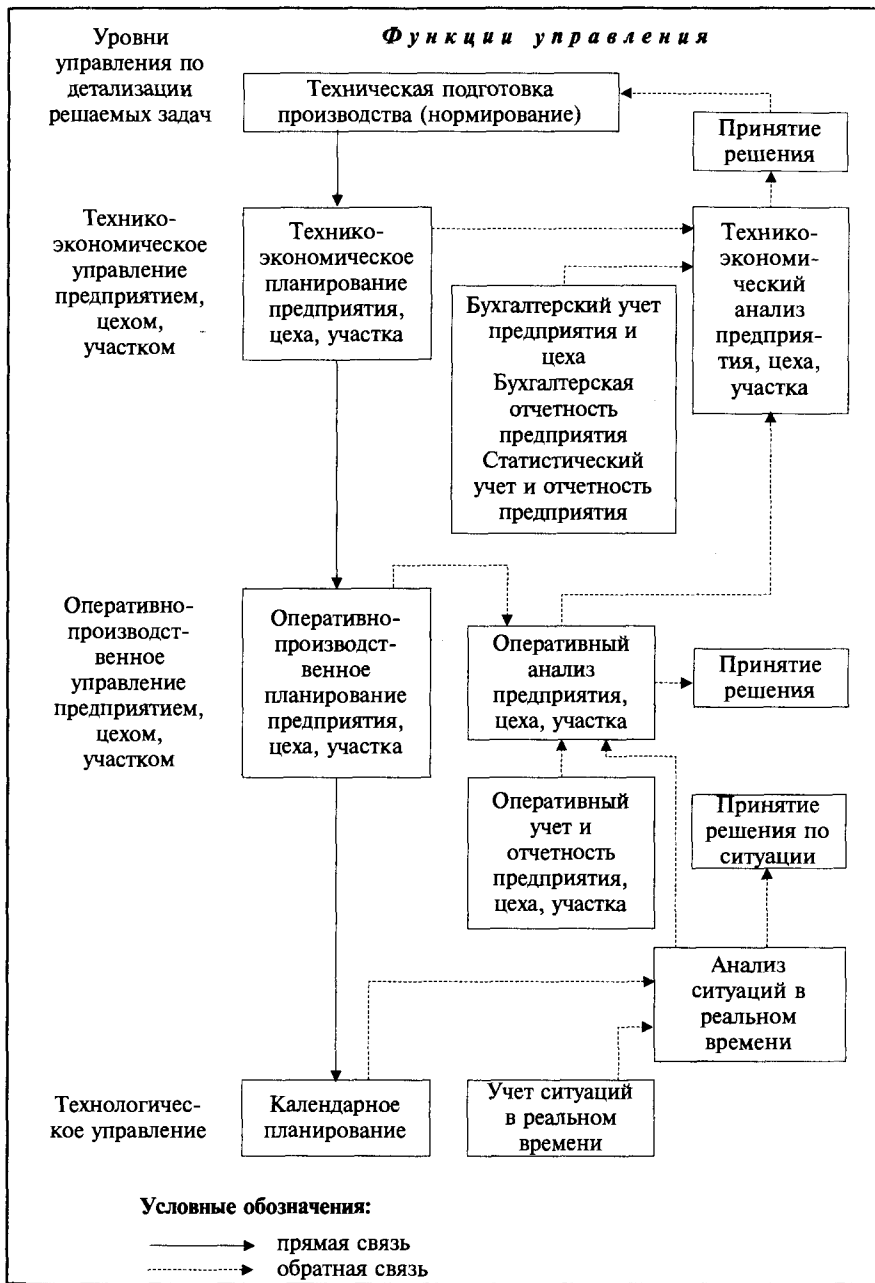 Уровни
управления по
детализации
решаемых задач
Функции управления
Техническая подготовка
производства (нормирование)
Принятие
решения
Технико-
экономическое
управление
предприятием,
цехом,
участком
Технико-
экономическое
планирование
предприятия,
цеха, участка
Технико-
экономи-
ческий
анализ
предприя-
тия, цеха,
участка
Бухгалтерский учет
предприятия и
цеха
Бухгалтерская
отчетность
предприятия
Статистический
учет и отчетность
предприятия
Оперативно-
производст-
венное
управление
предприятием,
цехом,
участком
Оперативно-
производст-
венное
планирование
предприятия,
цеха, участка
Оперативный
анализ
предприятия,
цеха, участка
Принятие
решения
Оперативный
учет и
отчетность
предприятия,
цеха, участка
Принятие
решения по
ситуации
Анализ
ситуаций в
реальном
времени
Технологичес-
кое управление
Календарное
планирование
Учет ситуаций
в реальном
времени
Условные обозначения:
прямая связь
обратная связь